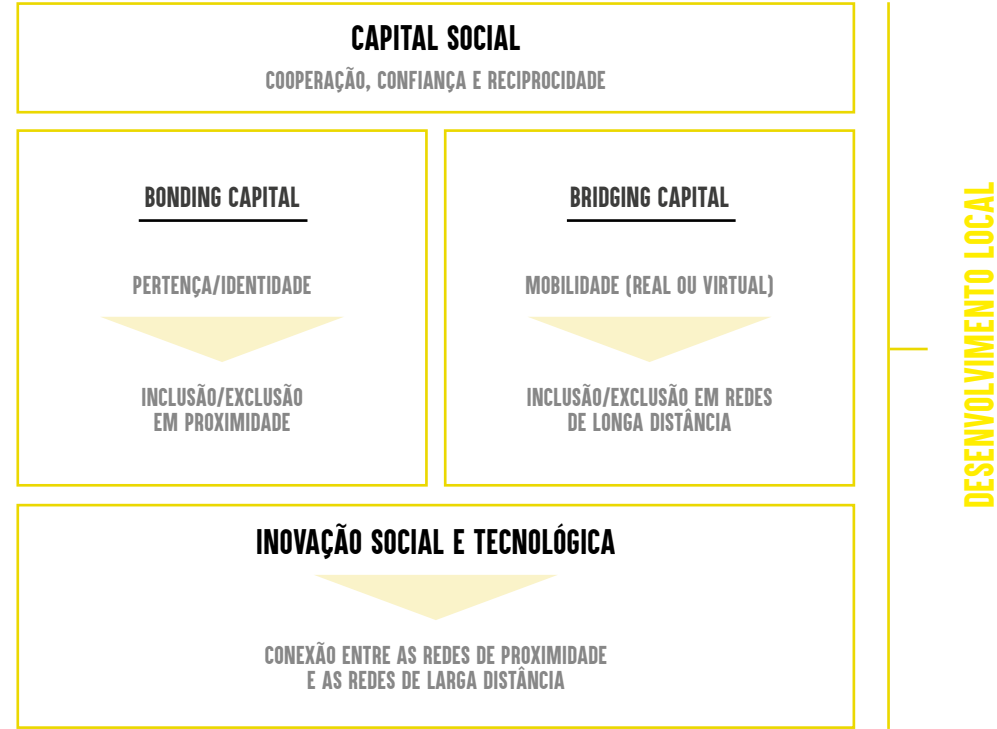 CAPITAL SOCIAL
COOPERAÇÃO, CONFIANÇA E RECIPROCIDADE
BONDING CAPITAL
PERTENÇA/IDENTIDADE
INCLUSÃO/EXCLUSÃO
EM PROXIMIDADE
BRIDGING CAPITAL
MOBILIDADE (REAL OU VIRTUAL)
INCLUSÃO/EXCLUSÃO EM REDES
DE LONGA DISTÂNCIA
INOVAÇÃO SOCIAL E TECNOLÓGICA
CONEXÃO ENTRE AS REDES DE PROXIMIDADE
E AS REDES DE LARGA DISTÂNCIA
DESENVOLVIMENTO LOCAL